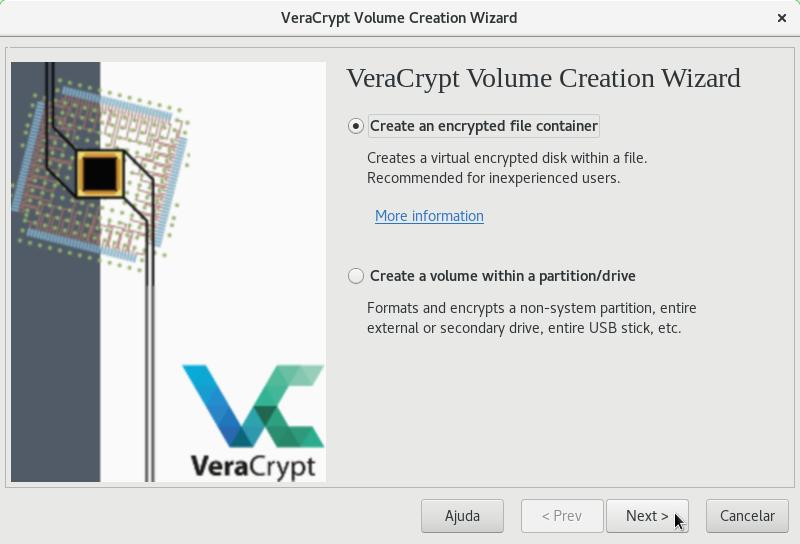 VeraCrypt Volume Creation Wizard
×
VeraCrypt Volume Creation Wizard
Create an encrypted file container
Creates a virtual encrypted disk within a file.
Recommended for inexperienced users.
More information
Create a volume within a partition/drive
Formats and encrypts a non-system partition, entire
external or secondary drive, entire USB stick, etc.
VeraCrypt
Ajuda
< Prev
Next >
Cancelar